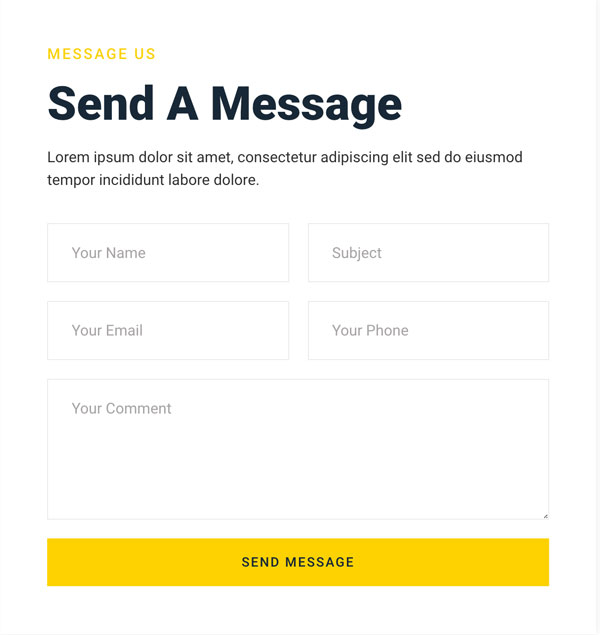 MESSAGE US
Send A Message
Lorem ipsum dolor sit amet, consectetur adipiscing elit sed do eiusmod
tempor incididunt labore dolore.
Your Name
Subject
Your Email
Your Phone
Your Comment
SEND MESSAGE